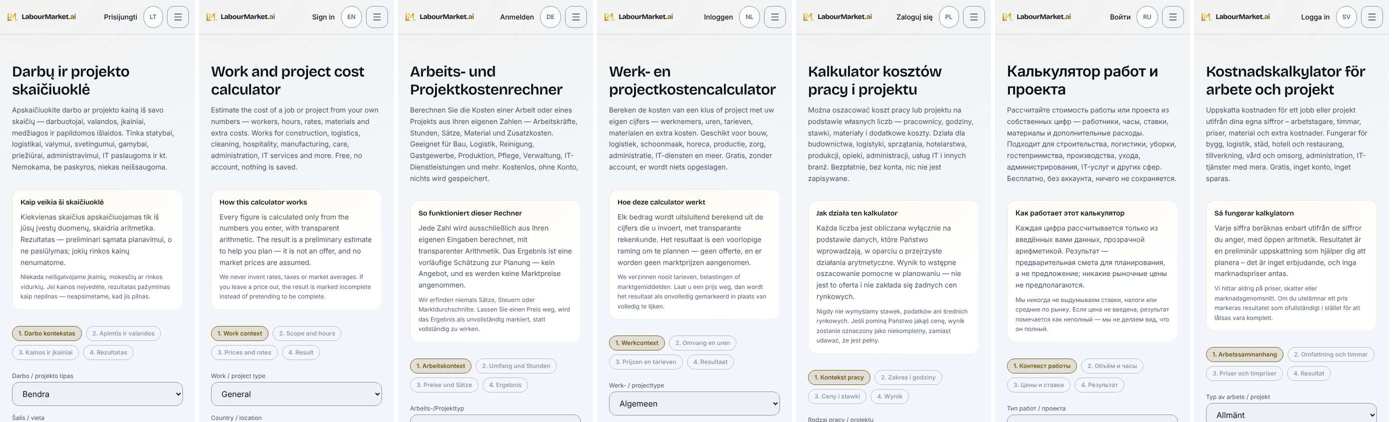 LabourMarket.ai
Prisijungti
LT
Darbų ir projekto
skaičiuoklė
Apskaičiuokite darbo ar projekto kainą iš savo
skaičių — darbuotojai, valandos, įkainiai,
medžiagos ir papildomos išlaidos. Tinka statybai,
logistikai, valymui, svetingumui, gamybai,
priežiūrai, administravimui, IT paslaugoms ir kt.
Nemokama, be paskyros, niekas neišsaugoma.
Kaip veikia ši skaičiuoklė
Kiekvienas skaičius apskaičiuojamas tik iš
jūsų įvestų duomenų, skaidria aritmetika.
Rezultatas — preliminari sąmata planavimui, o
ne pasiūlymas; jokių rinkos kainų
nenumatome.
Niekada neišgalvojame įkainių, mokesčių ar rinkos
vidurkių. Jei kainos neįvedėte, rezultatas pažymimas
kaip nepilnas — neapsimetame, kad jis pilnas.
1. Darbo kontekstas
2. Apimtis ir valandos
3. Kainos ir įkainiai
4. Rezultatas
Darbo / projekto tipas
Bendra
Šalis / vieta
LabourMarket.ai
Sign in
EN
Work and project cost
calculator
Estimate the cost of a job or project from your own
numbers — workers, hours, rates, materials and
extra costs. Works for construction, logistics,
cleaning, hospitality, manufacturing, care,
administration, IT services and more. Free, no
account, nothing is saved.
How this calculator works
Every figure is calculated only from the
numbers you enter, with transparent
arithmetic. The result is a preliminary estimate
to help you plan — it is not an offer, and no
market prices are assumed.
We never invent rates, taxes or market averages. If
you leave a price out, the result is marked incomplete
instead of pretending to be complete.
1. Work context
2. Scope and hours
3. Prices and rates
4. Result
Work / project type
General
Country / location
LabourMarket.ai
Anmelden
DE
Arbeits- und
Projektkostenrechner
Berechnen Sie die Kosten einer Arbeit oder eines
Projekts aus Ihren eigenen Zahlen — Arbeitskräfte,
Stunden, Sätze, Material und Zusatzkosten.
Geeignet für Bau, Logistik, Reinigung,
Gastgewerbe, Produktion, Pflege, Verwaltung, IT-
Dienstleistungen und mehr. Kostenlos, ohne Konto,
nichts wird gespeichert.
So funktioniert dieser Rechner
Jede Zahl wird ausschließlich aus Ihren
eigenen Eingaben berechnet, mit
transparenter Arithmetik. Das Ergebnis ist eine
vorläufige Schätzung zur Planung — kein
Angebot, und es werden keine Marktpreise
angenommen.
Wir erfinden niemals Sätze, Steuern oder
Marktdurchschnitte. Lassen Sie einen Preis weg, wird
das Ergebnis als unvollständig markiert, statt
vollständig zu wirken.
1. Arbeitskontext
2. Umfang und Stunden
3. Preise und Sätze
4. Ergebnis
Arbeits-/Projekttyp
LabourMarket.ai
Inloggen
NL
Werk- en
projectkostencalculator
Bereken de kosten van een klus of project met uw
eigen cijfers — werknemers, uren, tarieven,
materialen en extra kosten. Geschikt voor bouw,
logistiek, schoonmaak, horeca, productie, zorg,
administratie, IT-diensten en meer. Gratis, zonder
account, er wordt niets opgeslagen.
Hoe deze calculator werkt
Elk bedrag wordt uitsluitend berekend uit de
cijfers die u invoert, met transparante
rekenkunde. Het resultaat is een voorlopige
raming om te plannen — geen offerte, en er
worden geen marktprijzen aangenomen.
We verzinnen nooit tarieven, belastingen of
marktgemiddelden. Laat u een prijs weg, dan wordt
het resultaat als onvolledig gemarkeerd in plaats van
volledig te lijken.
1. Werkcontext
2. Omvang en uren
3. Prijzen en tarieven
4. Resultaat
Werk- / projecttype
Algemeen
LabourMarket.ai
Zaloguj się
PL
Kalkulator kosztów
pracy i projektu
Można oszacować koszt pracy lub projektu na
podstawie własnych liczb — pracownicy, godziny,
stawki, materiały i dodatkowe koszty. Działa dla
budownictwa, logistyki, sprzątania, hotelarstwa,
produkcji, opieki, administracji, usług IT i innych
branż. Bezpłatnie, bez konta, nic nie jest
zapisywane.
Jak działa ten kalkulator
Każda liczba jest obliczana wyłącznie na
podstawie danych, które Państwo
wprowadzają, w oparciu o przejrzyste
działania arytmetyczne. Wynik to wstępne
oszacowanie pomocne w planowaniu — nie
jest to oferta i nie zakłada się żadnych cen
rynkowych.
Nigdy nie wymyślamy stawek, podatków ani średnich
rynkowych. Jeśli pominą Państwo jakąś cenę, wynik
zostanie oznaczony jako niekompletny, zamiast
udawać, że jest pełny.
1. Kontekst pracy
2. Zakres i godziny
3. Ceny i stawki
4. Wynik
Rodzaj pracy / projektu
LabourMarket.ai
Войти
RU
Калькулятор работ и
проекта
Рассчитайте стоимость работы или проекта из
собственных цифр — работники, часы, ставки,
материалы и дополнительные расходы.
Подходит для строительства, логистики, уборки,
гостеприимства, производства, ухода,
администрирования, IT-услуг и других сфер.
Бесплатно, без аккаунта, ничего не сохраняется.
Как работает этот калькулятор
Каждая цифра рассчитывается только из
введённых вами данных, прозрачной
арифметикой. Результат —
предварительная смета для планирования,
а не предложение; никакие рыночные цены
не предполагаются.
Мы никогда не выдумываем ставки, налоги или
средние по рынку. Если цена не введена, результат
помечается как неполный — мы не делаем вид, что
он полный.
1. Контекст работы
2. Объём и часы
3. Цены и ставки
4. Результат
Тип работ / проекта
LabourMarket.ai
Logga in
SV
Kostnadskalkylator för
arbete och projekt
Uppskatta kostnaden för ett jobb eller projekt
utifrån dina egna siffror – arbetstagare, timmar,
priser, material och extra kostnader. Fungerar för
bygg, logistik, städ, hotell och restaurang,
tillverkning, vård och omsorg, administration, IT-
tjänster med mera. Gratis, inget konto, inget
sparas.
Så fungerar kalkylatorn
Varje siffra beräknas enbart utifrån de siffror
du anger, med öppen aritmetik. Resultatet är
en preliminär uppskattning som hjälper dig att
planera – det är inget erbjudande, och inga
marknadspriser antas.
Vi hittar aldrig på priser, skatter eller
marknadsgenomsnitt. Om du utelämnar ett pris
markeras resultatet som ofullständigt i stället för att
låtsas vara komplett.
1. Arbetssammanhang
2. Omfattning och timmar
3. Priser och timpriser
4. Resultat
Typ av arbete / projekt
Allmänt